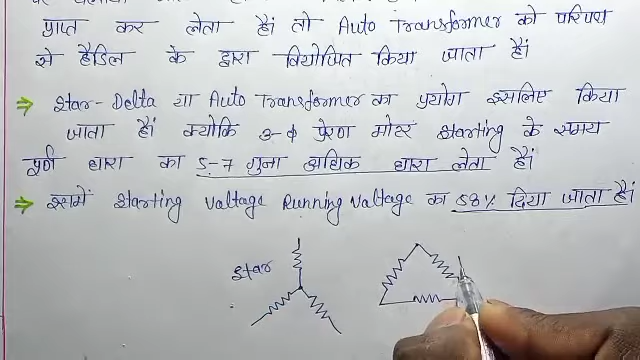 प्राप्त कर लेता हैं तो Auto Transformer को परिपथ
से हैंडिल के द्वारा वियोजित किया जाता हैं
⇒ Star-Delta या Auto Transformer का प्रयोग इसलिए किया
जाता हैं क्योकि 3-ф प्रेरण मोटर starting के समय
पूर्ण धारा का 5-7 गुना अधिक धारा लेता हैं
⇒ इसमें starting voltage Running voltage का 58% दिया जाता हैं
star